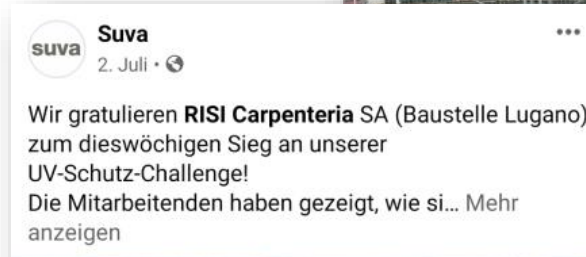 suva
Suva
2. Juli
Wir gratulieren RISI Carpenteria SA (Baustelle Lugano)
zum dieswöchigen Sieg an unserer
UV-Schutz-Challenge!
Die Mitarbeitenden haben gezeigt, wie si... Mehr
anzeigen